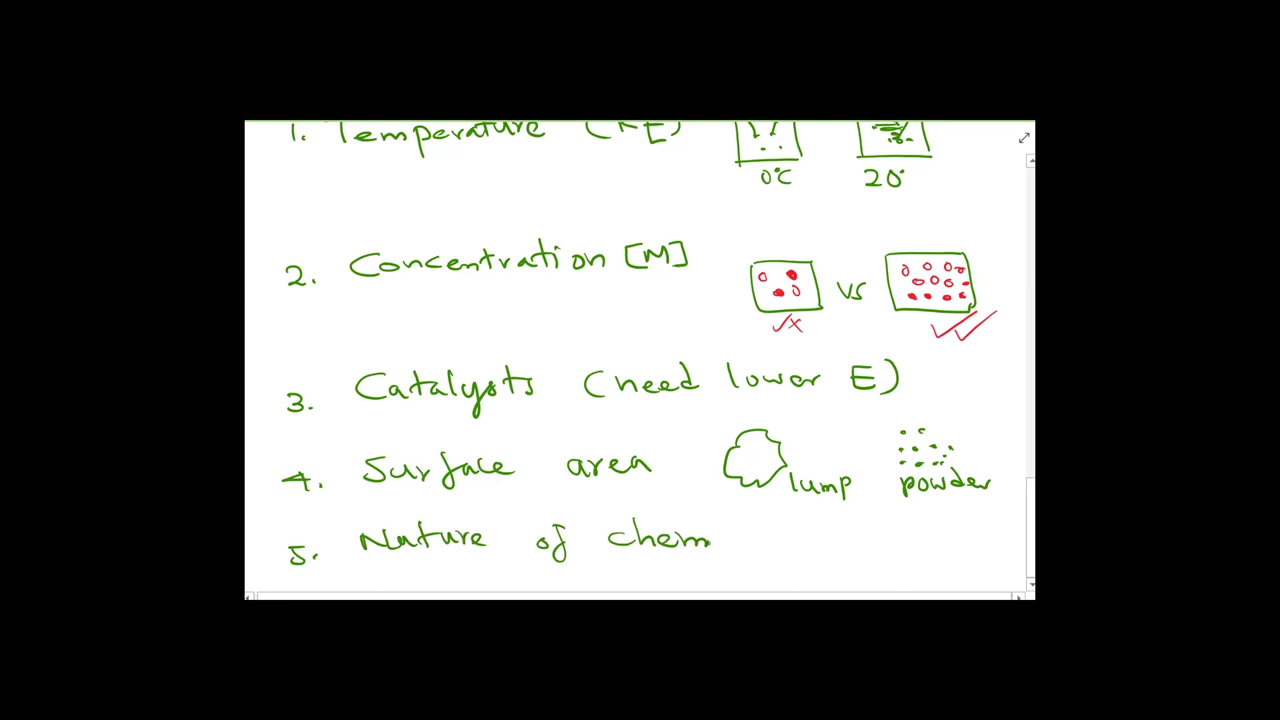 1. Temperature (KE)
0°C 20°
2. Concentration [M]
vs
3. Catalysts (need lower E)
4. Surface area lump powder
5. Nature of chem